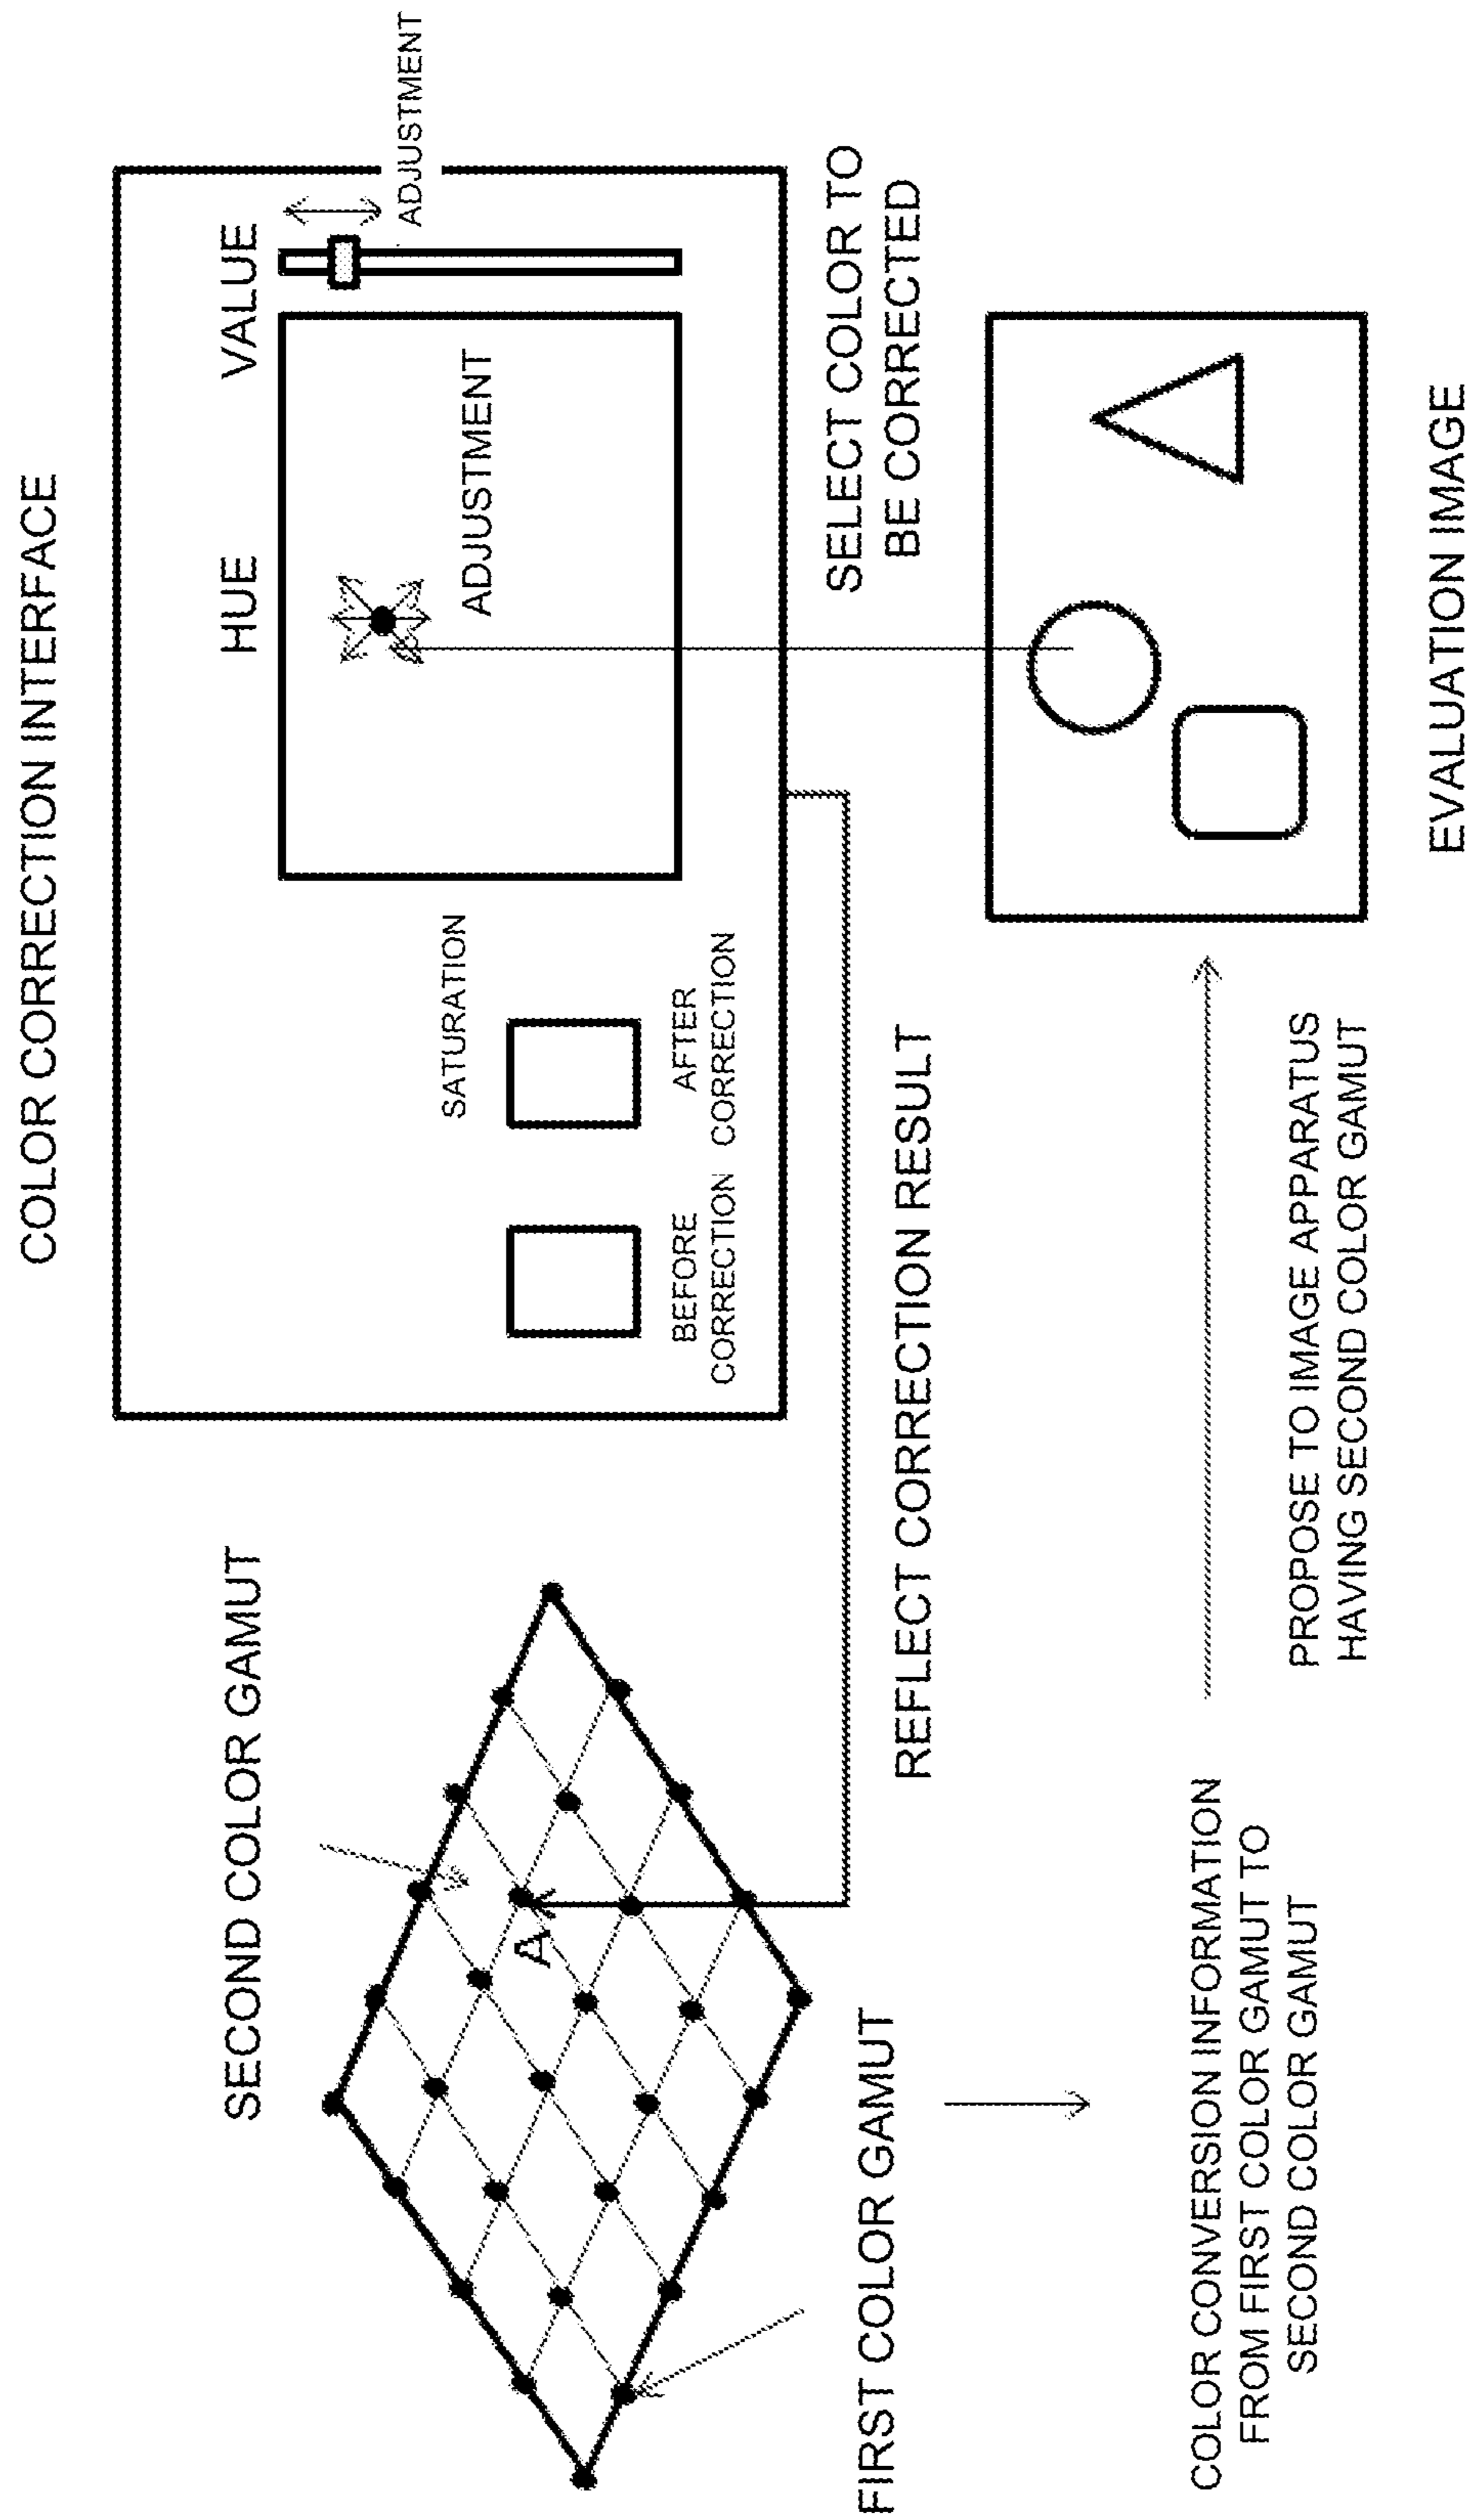 COLOR CORRECTION INTERFACE
SECOND COLOR GAMUT
HUE
VALUE
ADJUSTMENT
SATURATION
ADJUSTMENT
A
BEFORE
CORRECTION
AFTER
CORRECTION
SELECT COLOR TO
BE CORRECTED
FIRST COLOR GAMUT
REFLECT CORRECTION RESULT
COLOR CONVERSION INFORMATION
FROM FIRST COLOR GAMUT TO
SECOND COLOR GAMUT
PROPOSE TO IMAGE APPARATUS
HAVING SECOND COLOR GAMUT
EVALUATION IMAGE